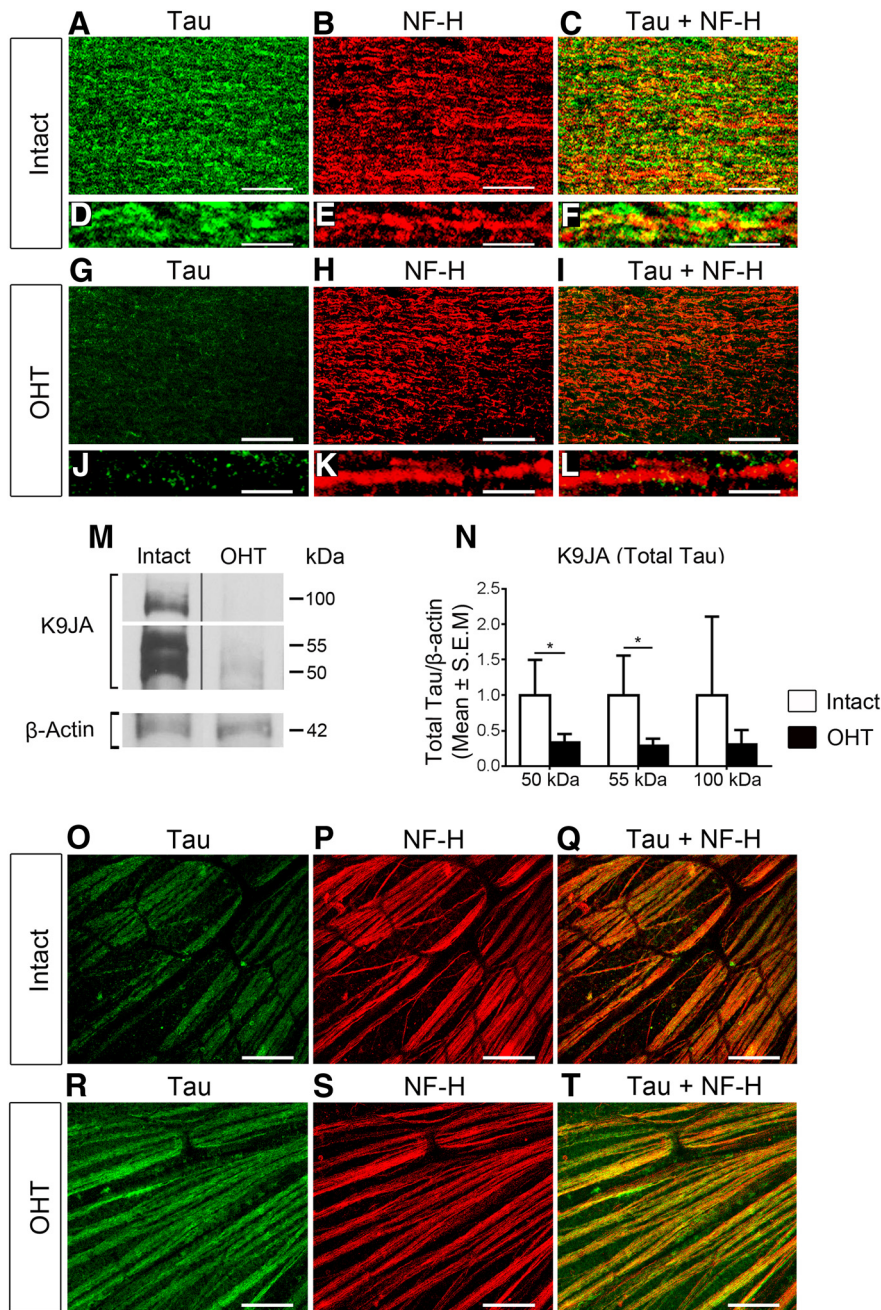 A Tau B NF-H C Tau + NF-H
Intact
D E F
G Tau H NF-H I Tau + NF-H
OHT
J K L
M
Intact OHT kDa
K9JA
100
55
50
β-Actin
42
N
K9JA (Total Tau)
Total Tau/β-actin
(Mean ± S.E.M)
2.5
2.0
1.5
1.0
0.5
0.0
* *
50 kDa 55 kDa 100 kDa
Intact
OHT
O Tau P NF-H Q Tau + NF-H
Intact
R Tau S NF-H T Tau + NF-H
OHT